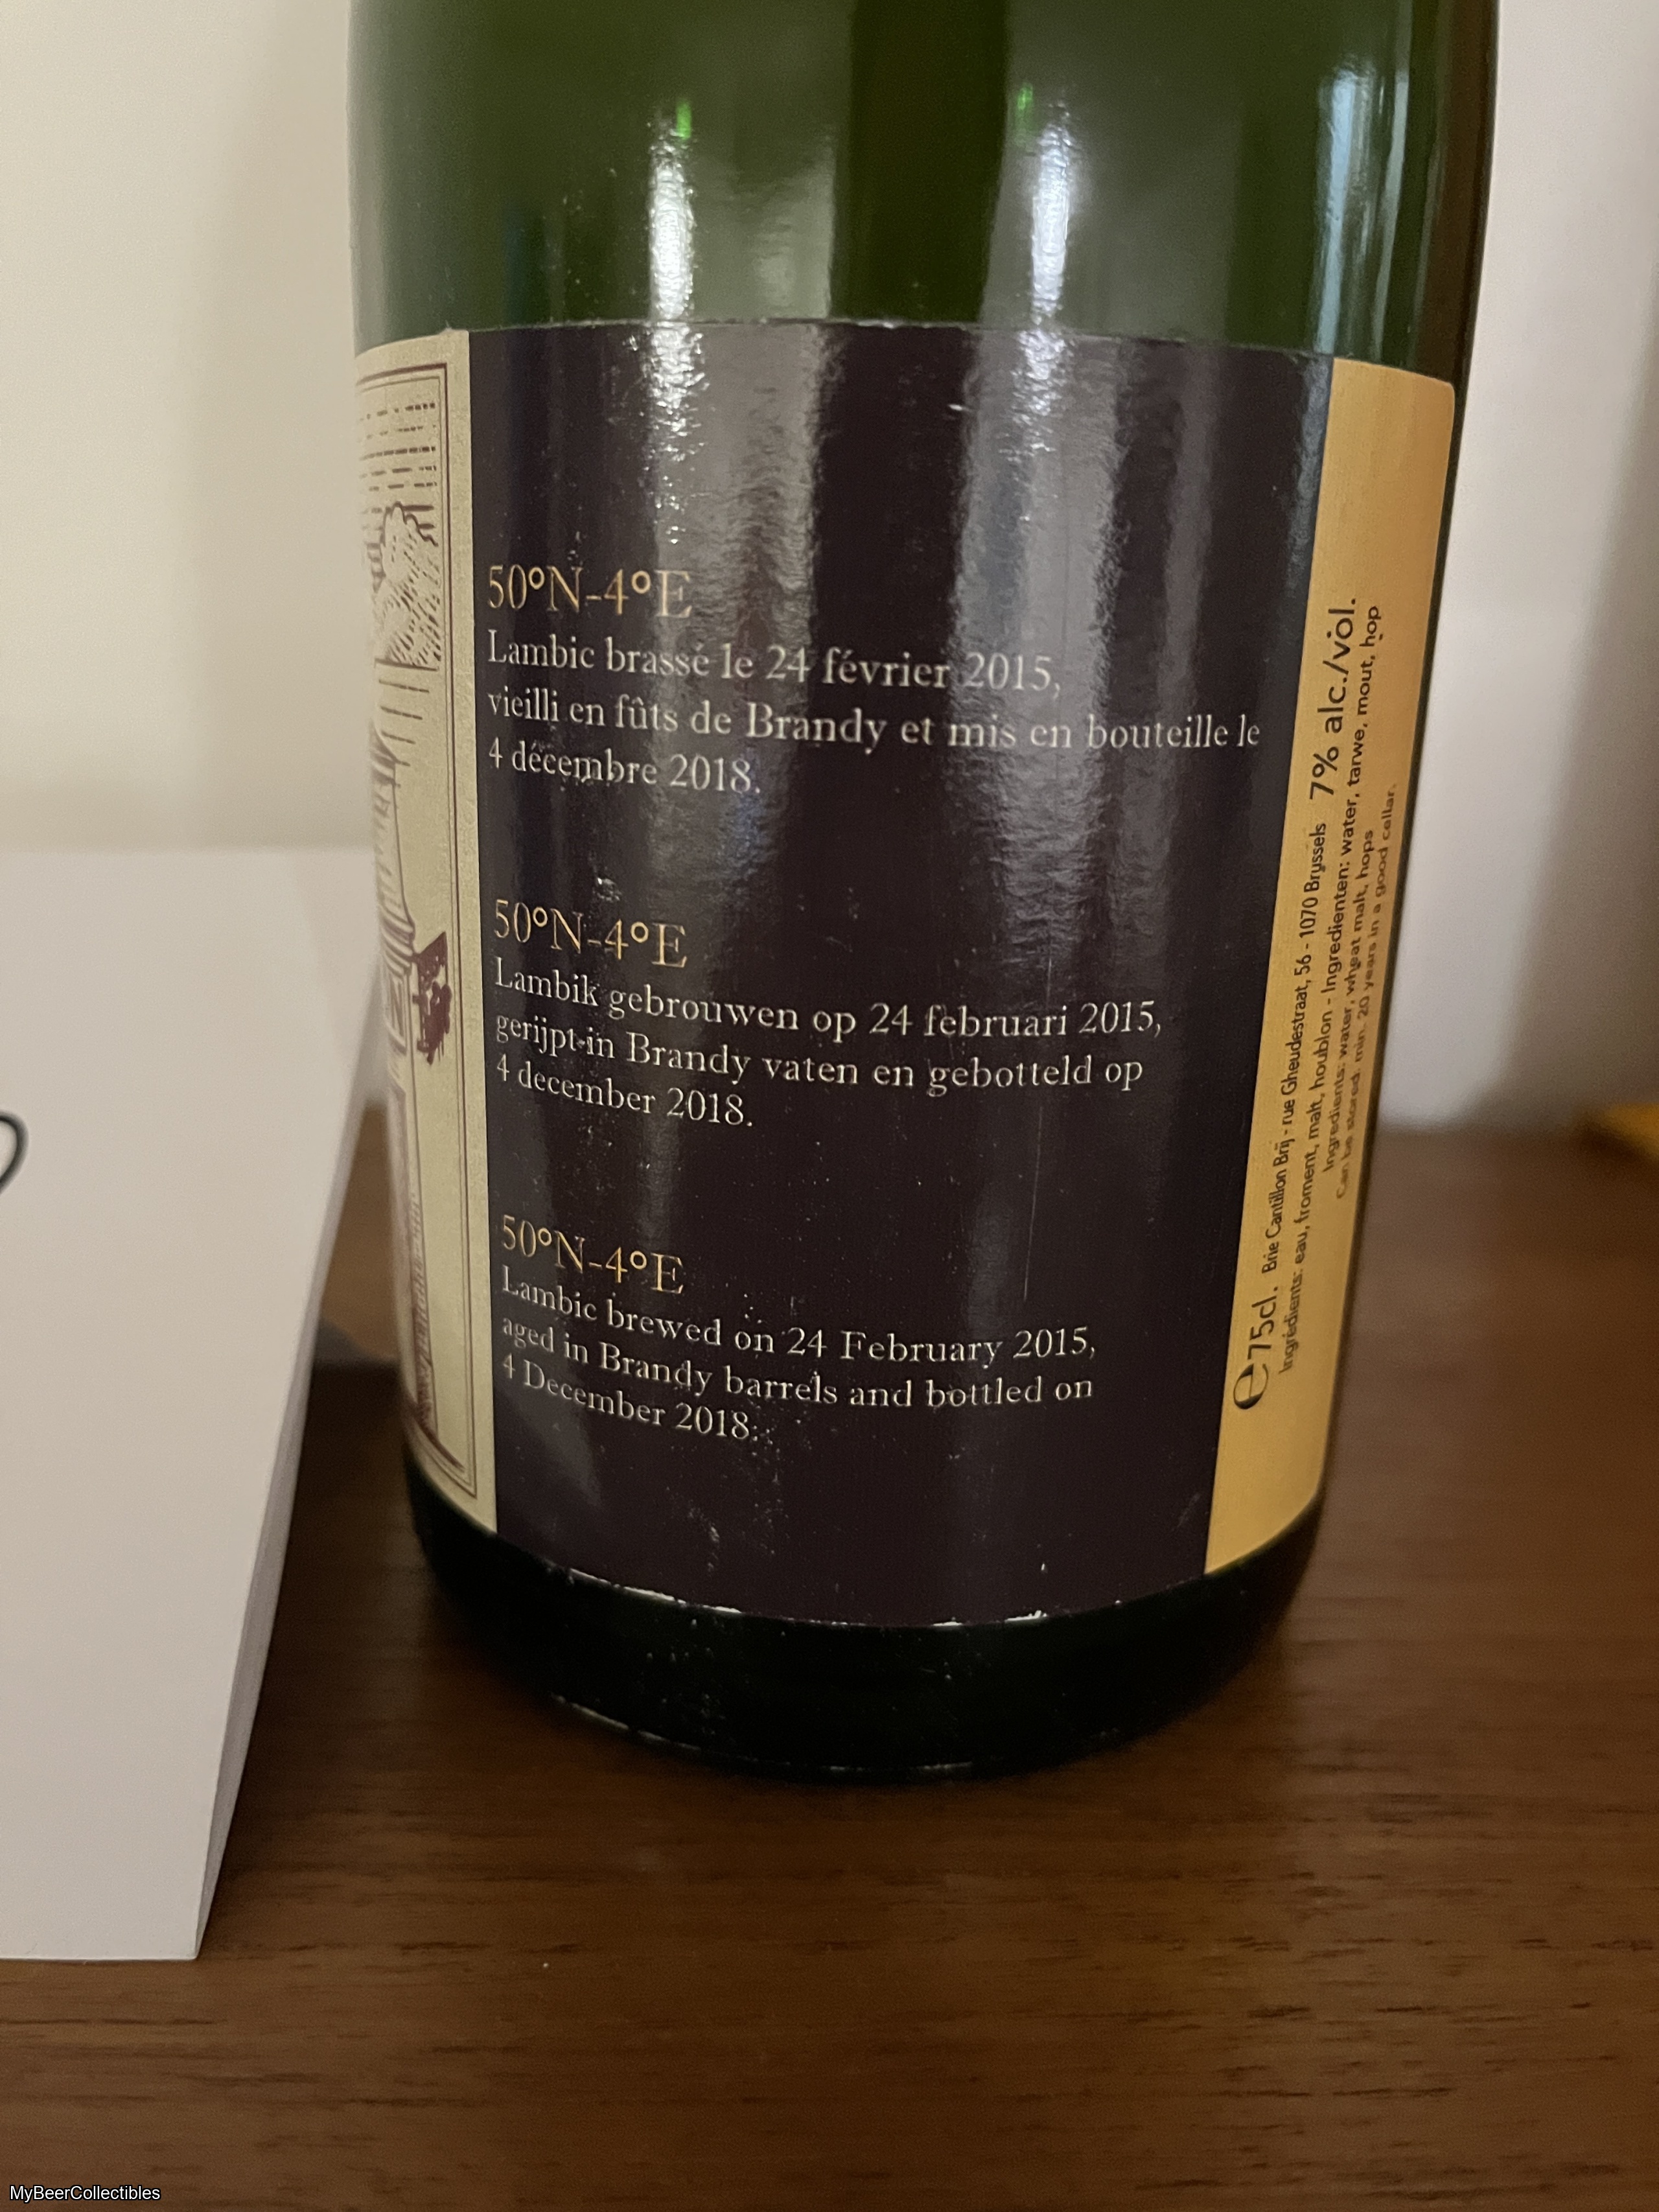 50°N-4°E
Lambic brassé le 24 février 2015,
vieilli en fûts de Brandy et mis en bouteille le
4 décembre 2018.
50°N-4°E
Lambik gebrouwen op 24 februari 2015,
gerijpt in Brandy vaten en gebotteld op
4 december 2018.
50°N-4°E
Lambic brewed on 24 February 2015,
aged in Brandy barrels and bottled on
4 December 2018.
e75cl. Brie Cantillon Brij - rue Gheudestraat, 56 - 1070 Brussels 7% alc./vol.
Ingrédients: eau, froment, malt, houblon - Ingredienten: water, tarwe, mout, hop
Ingredients: water, wheat malt, hops
Can be stored min. 20 years in a good cellar.
MyBeerCollectibles